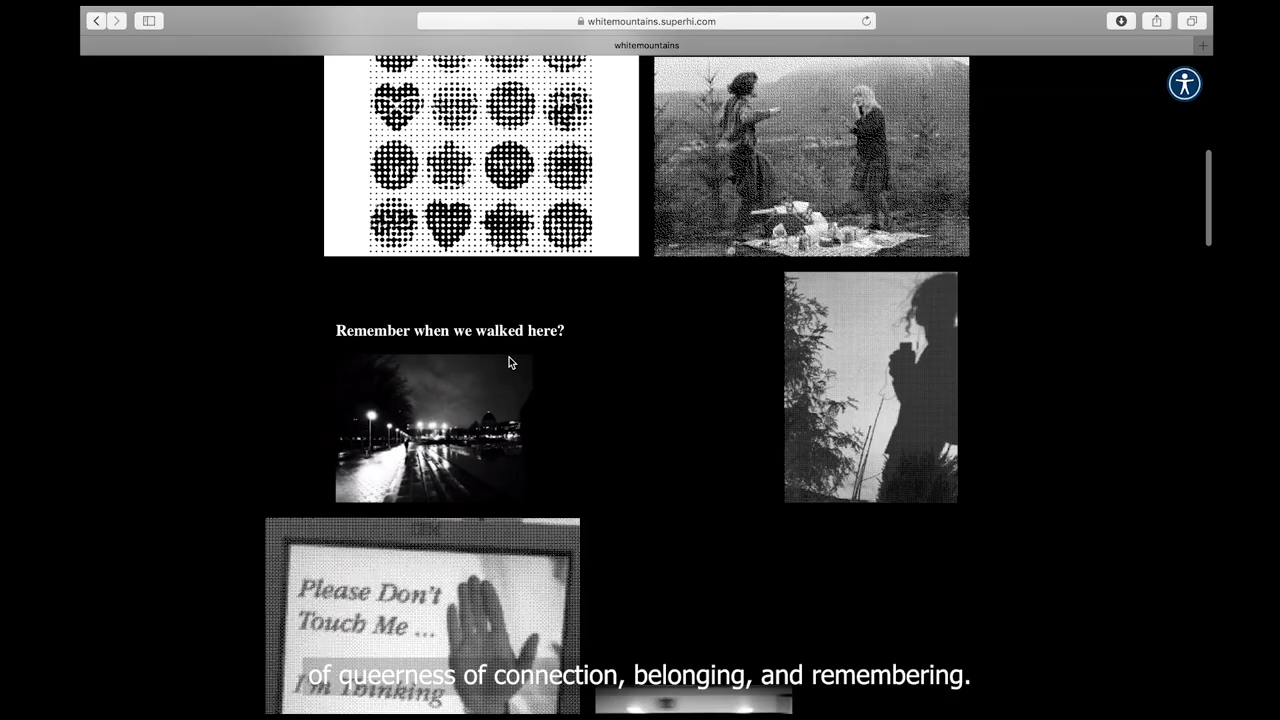 whitemountains.superhi.com
whitemountains
Remember when we walked here?
Please Don't
Touch Me ...
I'm Thinking
of queerness of connection, belonging, and remembering.